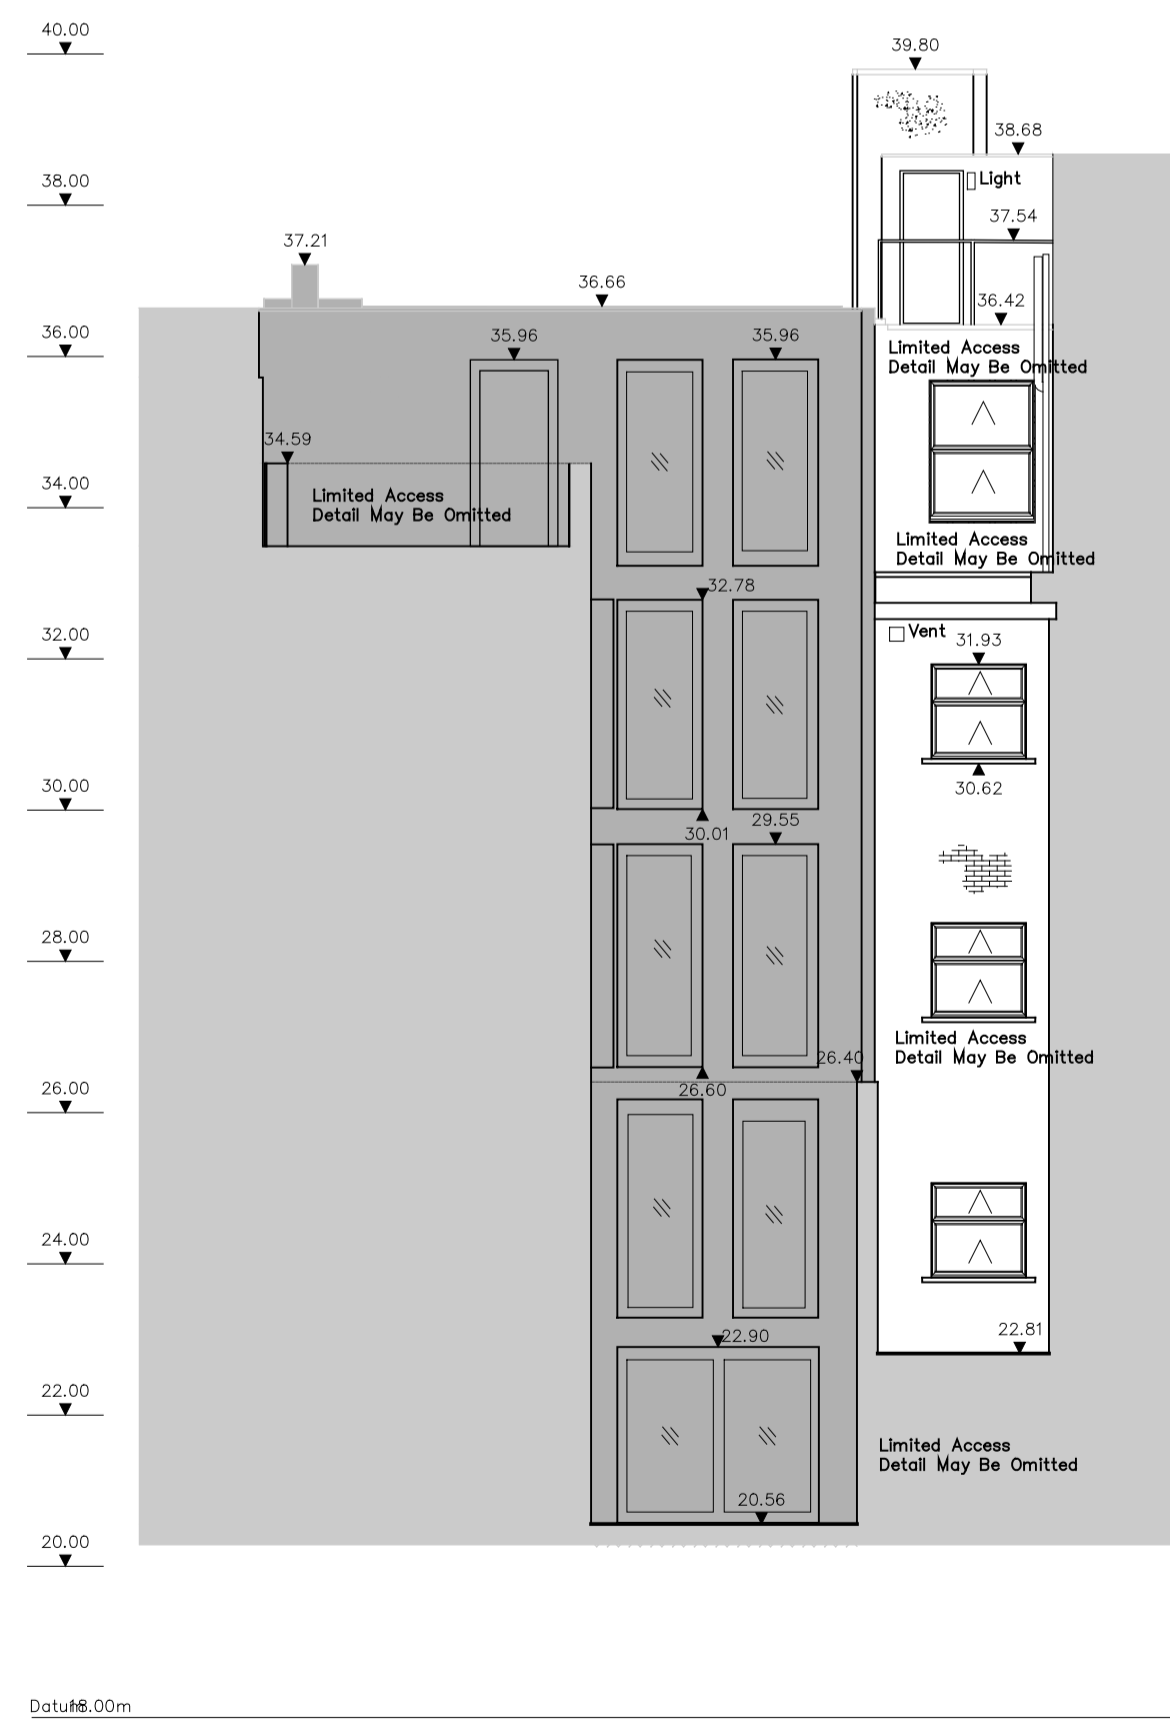 40.00
39.80
38.68
38.00
Light
37.54
37.21
36.66
36.42
36.00
35.96
35.96
Limited Access
Detail May Be Omitted
34.59
34.00
Limited Access
Detail May Be Omitted
Limited Access
Detail May Be Omitted
32.78
32.00
Vent
31.93
30.00
30.62
30.01
29.55
28.00
Limited Access
Detail May Be Omitted
26.40
26.00
26.60
24.00
22.90
22.81
22.00
Limited Access
Detail May Be Omitted
20.56
20.00
Datum 18.00m